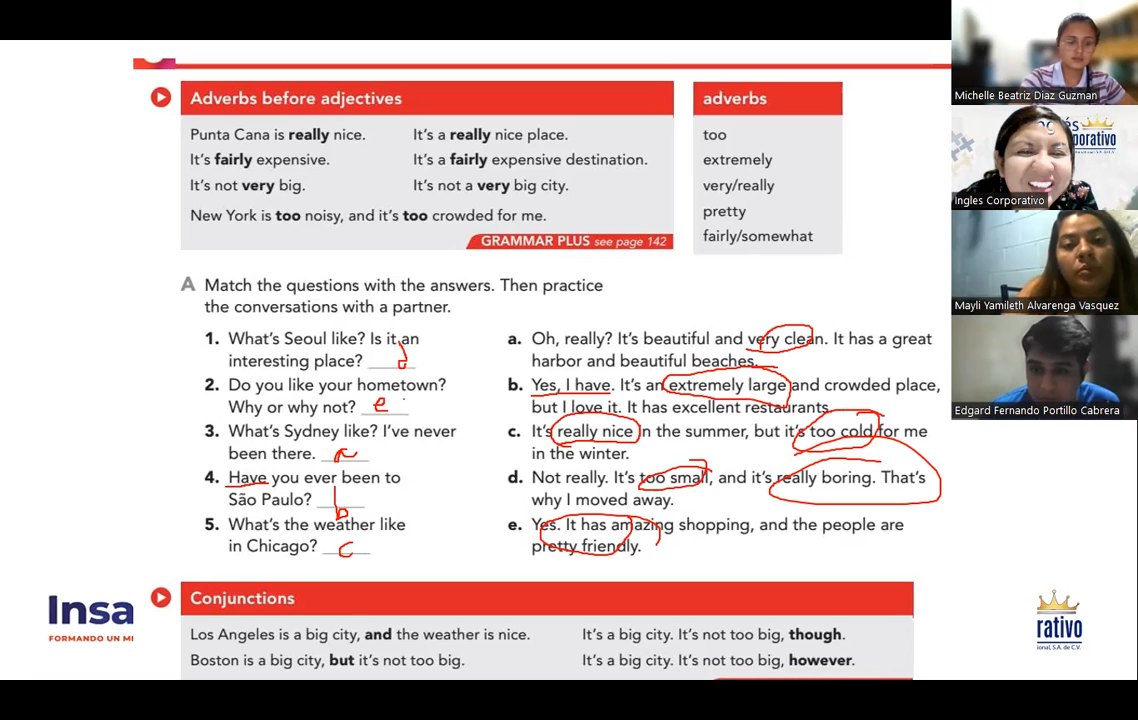 Adverbs before adjectives
Punta Cana is really nice. It's a really nice place.
It's fairly expensive. It's a fairly expensive destination.
It's not very big. It's not a very big city.
New York is too noisy, and it's too crowded for me.
GRAMMAR PLUS see page 142
adverbs
too
extremely
very/really
pretty
fairly/somewhat
A Match the questions with the answers. Then practice
the conversations with a partner.
1. What's Seoul like? Is it an
interesting place?
2. Do you like your hometown?
Why or why not? e
3. What's Sydney like? I've never
been there. a
4. Have you ever been to
São Paulo? b
5. What's the weather like
in Chicago? c
a. Oh, really? It's beautiful and very clean. It has a great
harbor and beautiful beaches.
b. Yes, I have. It's an extremely large and crowded place,
but I love it. It has excellent restaurants.
c. It's really nice in the summer, but it's too cold for me
in the winter.
d. Not really. It's too small, and it's really boring. That's
why I moved away.
e. Yes. It has amazing shopping, and the people are
pretty friendly.
Conjunctions
Los Angeles is a big city, and the weather is nice. It's a big city. It's not too big, though.
Boston is a big city, but it's not too big. It's a big city. It's not too big, however.
Insa
FORMANDO UN MI
rativo
ional, S.A. de C.V.
Michelle Beatriz Diaz Guzman
glés
orporativo
Ingles Corporativo
Mayli Yamileth Alvarenga Vasquez
Edgard Fernando Portillo Cabrera